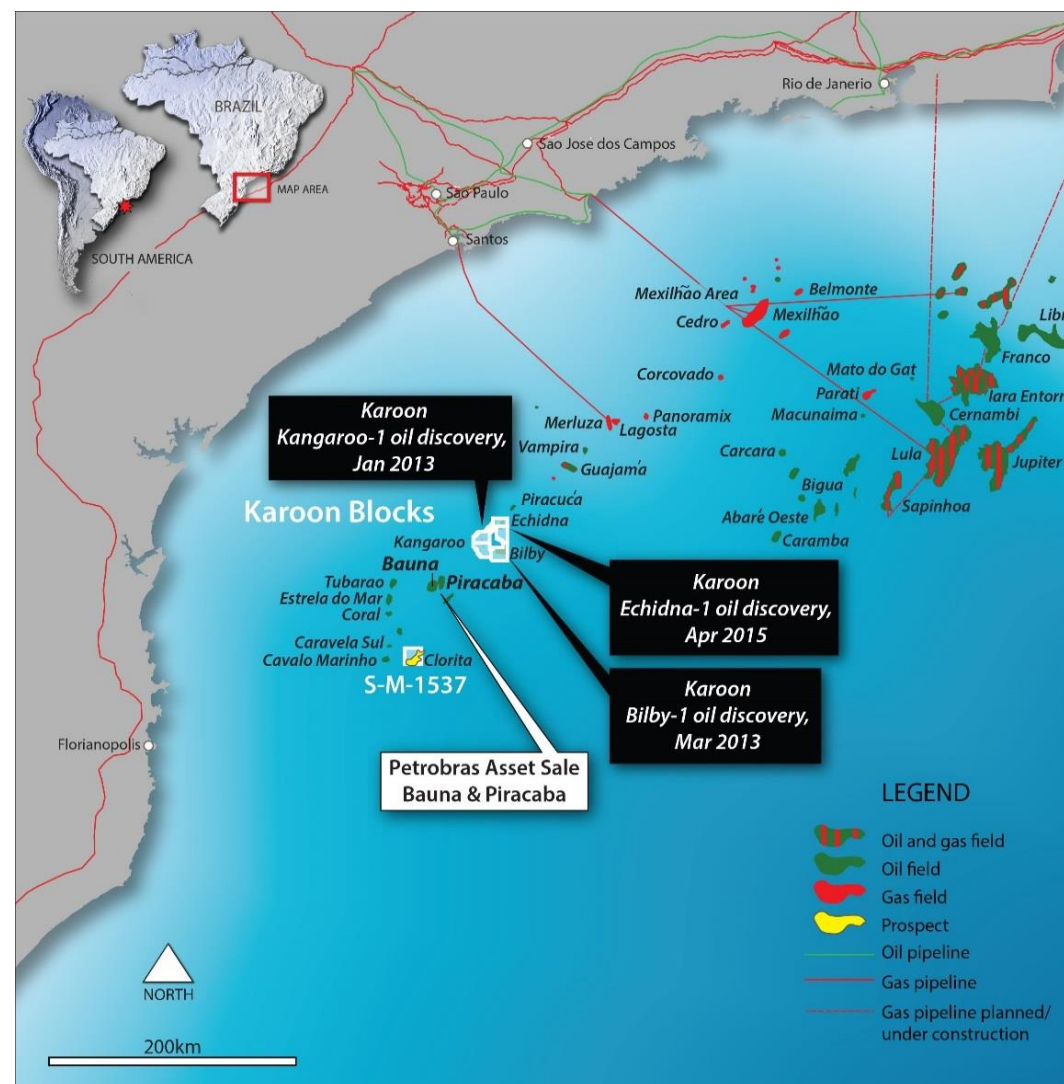 BRAZIL
MAP AREA
SOUTH AMERICA
Rio de Janerio
São José dos Campos
São Paulo
Santos
Mexilhão Area
Belmonte
Mexilhão
Cedro
Libr
Franco
Corcovado
Mato do Gat
Iara Entorn
Parati
Cernambi
Macunaima
Karoon
Kangaroo-1 oil discovery,
Jan 2013
Merluza
Panoramix
Lagosta
Vampira
Guajamá
Carcara
Lula
Jupiter
Bigua
Sapinhoa
Abaré Oeste
Caramba
Karoon Blocks
Piracucá
Echidna
Kangaroo
Bilby
Bauna
Piracaba
Tubarao
Estrela do Mar
Coral
Caravela Sul
Cavalo Marinho
Clorita
S-M-1537
Karoon
Echidna-1 oil discovery,
Apr 2015
Karoon
Bilby-1 oil discovery,
Mar 2013
Florianopolis
Petrobras Asset Sale
Bauna & Piracaba
LEGEND
Oil and gas field
Oil field
Gas field
Prospect
Oil pipeline
Gas pipeline
Gas pipeline planned/
under construction
NORTH
200km